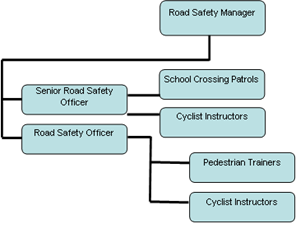 Road Safety Manager
School Crossing Patrols
Senior Road Safety
Officer
Cyclist Instructors
Road Safety Officer
Pedestrian Trainers
Cyclist Instructors